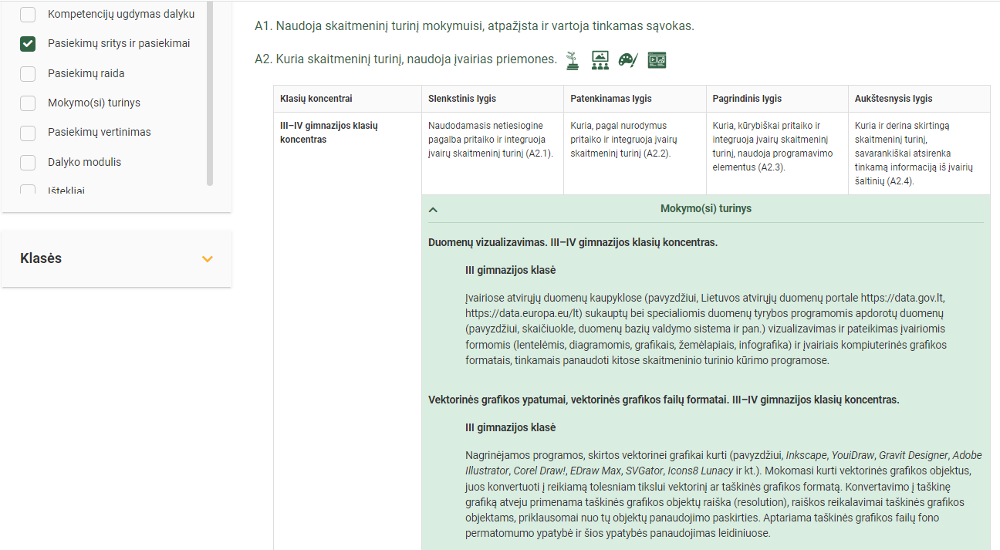 Kompetencijų ugdymas dalyku
Pasiekimų sritys ir pasiekimai
Pasiekimų raida
Mokymo(si) turinys
Pasiekimų vertinimas
Dalyko modulis
Ištekliai
Klasės
A1. Naudoja skaitmeninį turinį mokymuisi, atpažįsta ir vartoja tinkamas sąvokas.
A2. Kuria skaitmeninį turinį, naudoja įvairias priemones.
Klasių koncentrai
Slenkstinis lygis
Patenkinamas lygis
Pagrindinis lygis
Aukštesnysis lygis
III–IV gimnazijos klasių
koncentras
Naudodamasis netiesiogine
pagalba pritaiko ir integruoja
įvairų skaitmeninį turinį (A2.1).
Kuria, pagal nurodymus
pritaiko ir integruoja įvairų
skaitmeninį turinį (A2.2).
Kuria, kūrybiškai pritaiko ir
integruoja įvairų skaitmeninį
turinį, naudoja programavimo
elementus (A2.3).
Kuria ir derina skirtingą
skaitmeninį turinį,
savarankiškai atsirenka
tinkamą informaciją iš įvairių
šaltinių (A2.4).
Mokymo(si) turinys
Duomenų vizualizavimas. III–IV gimnazijos klasių koncentras.
III gimnazijos klasė
Įvairiose atvirųjų duomenų kaupyklose (pavyzdžiui, Lietuvos atvirųjų duomenų portale https://data.gov.lt,
https://data.europa.eu/lt) sukauptų bei specialiomis duomenų tyrybos programomis apdorotų duomenų
(pavyzdžiui, skaičiuokle, duomenų bazių valdymo sistema ir pan.) vizualizavimas ir pateikimas įvairiomis
formomis (lentelėmis, diagramomis, grafikais, žemėlapiais, infografika) ir įvairiais kompiuterinės grafikos
formatais, tinkamais panaudoti kitose skaitmeninio turinio kūrimo programose.
Vektorinės grafikos ypatumai, vektorinės grafikos failų formatai. III–IV gimnazijos klasių koncentras.
III gimnazijos klasė
Nagrinėjamos programos, skirtos vektorinei grafikai kurti (pavyzdžiui, Inkscape, YouiDraw, Gravit Designer, Adobe
Illustrator, Corel Draw!, EDraw Max, SVGator, Icons8 Lunacy ir kt.). Mokomasi kurti vektorinės grafikos objektus,
juos konvertuoti į reikiamą tolesniam tikslui vektorinį ar taškinės grafikos formatą. Konvertavimo į taškinę
grafiką atveju primenama taškinės grafikos objektų raiška (resolution), raiškos reikalavimai taškinės grafikos
objektams, priklausomai nuo tų objektų panaudojimo paskirties. Aptariama taškinės grafikos failų fono
permatomumo ypatybė ir šios ypatybės panaudojimas leidiniuose.